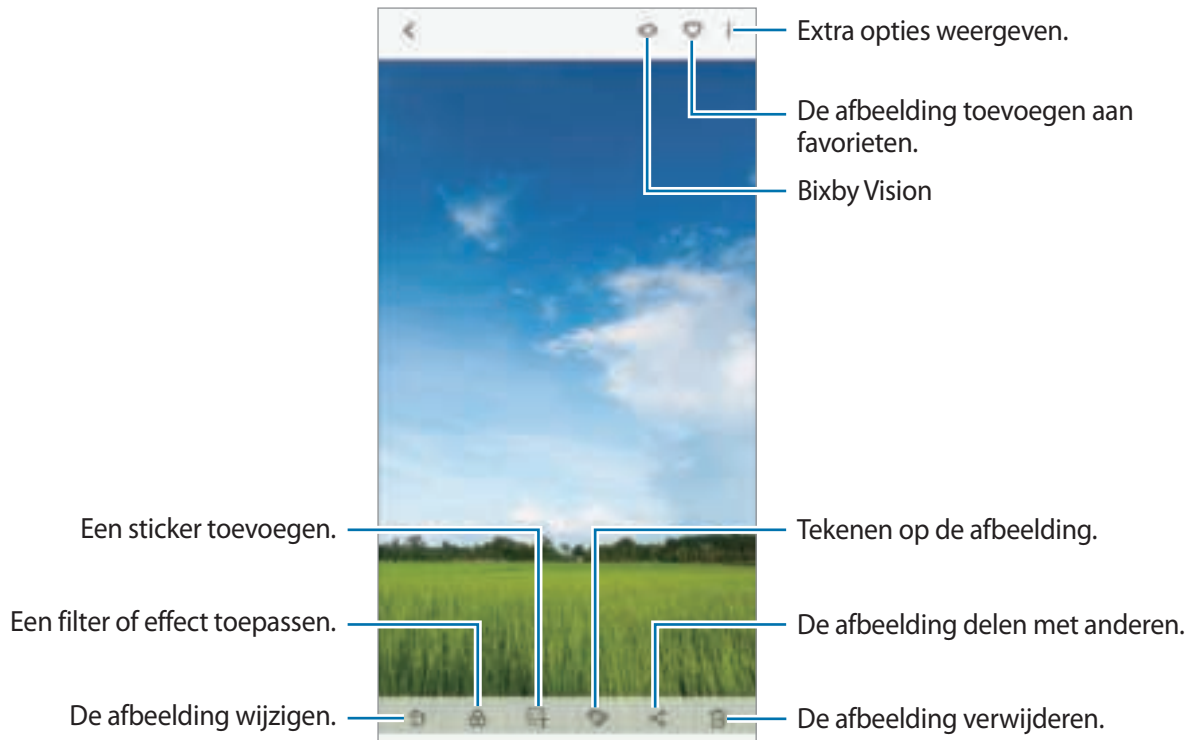 Extra opties weergeven.
De afbeelding toevoegen aan
favorieten.
Bixby Vision
Een sticker toevoegen.
Tekenen op de afbeelding.
Een filter of effect toepassen.
De afbeelding delen met anderen.
De afbeelding wijzigen.
De afbeelding verwijderen.